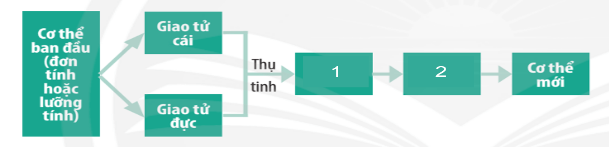 Cơ thể
ban đầu
(đơn
tính
hoặc
lưỡng
tính)
Giao tử
cái
Giao tử
đực
Thụ
tinh
1
2
Cơ thể
mới